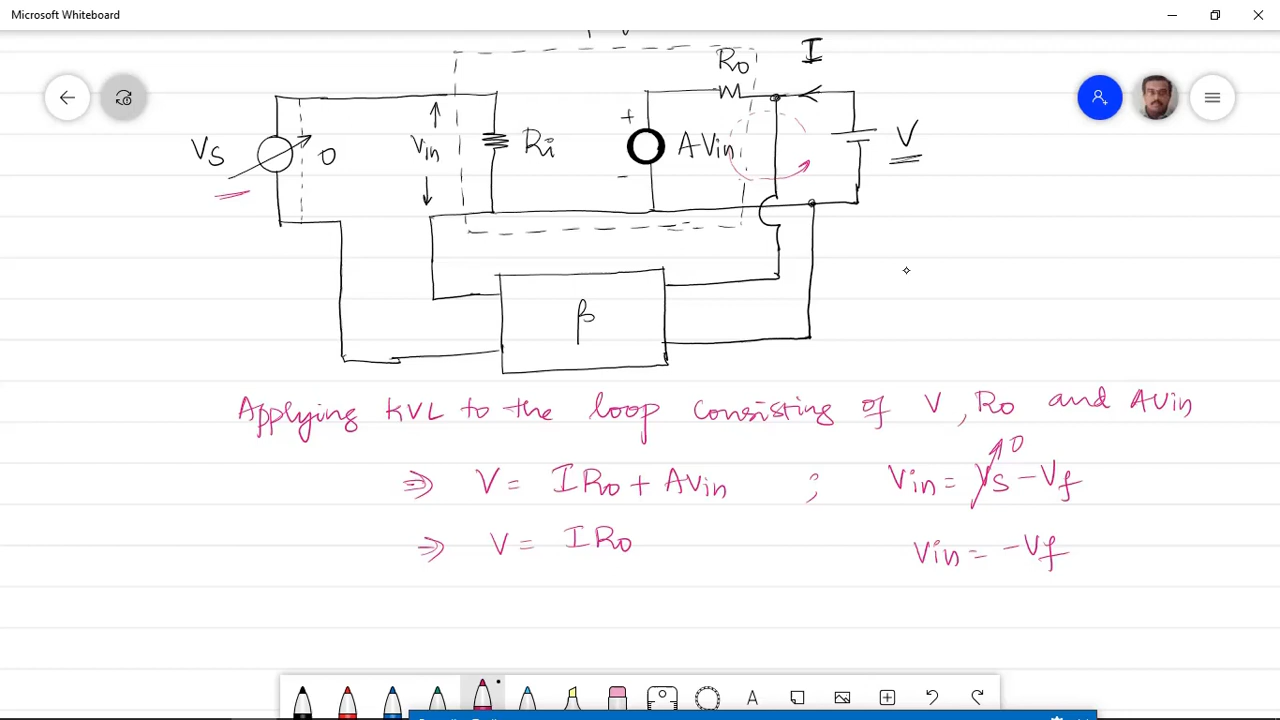 Microsoft Whiteboard
Ro
I
Vs
0
Vin
Ri
+
AVin
-
V
β
Applying KVL to the loop consisting of V, Ro and AVin
⇒ V = IRo + AVin ; Vin = Vs - Vf
0
⇒ V = IRo
Vin = -Vf
A